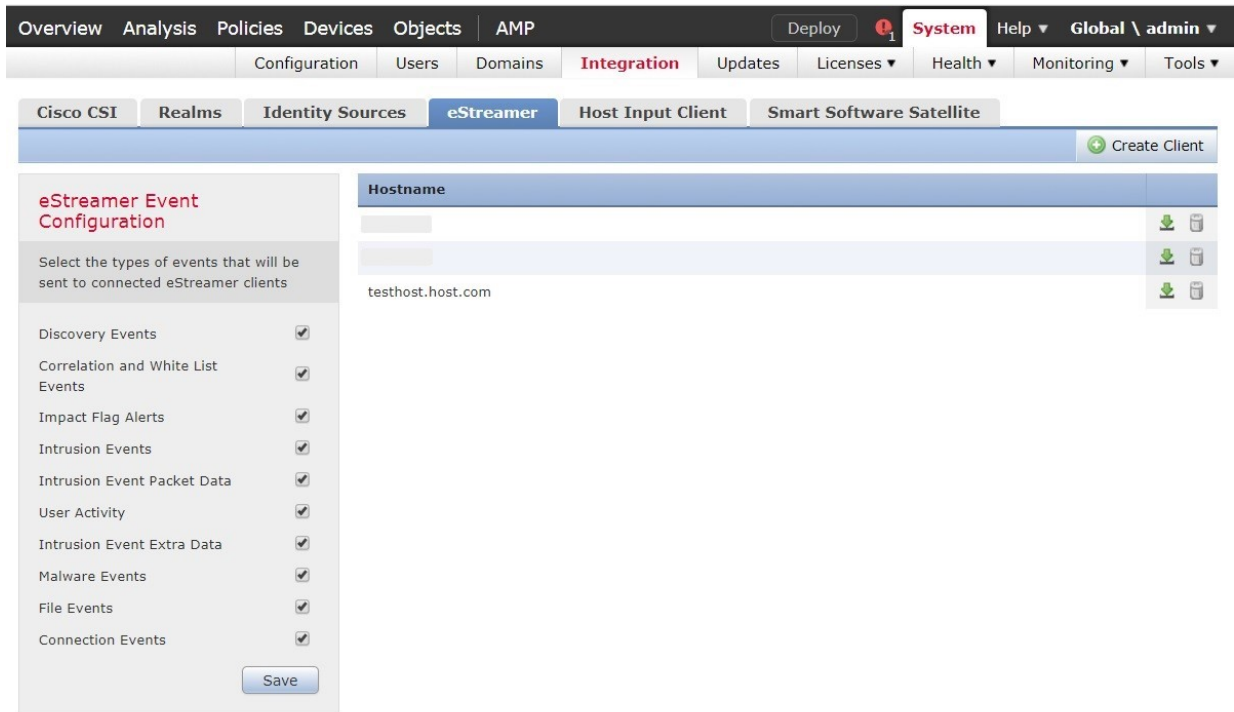 Overview Analysis Policies Devices Objects AMP Deploy 1 System Help ▼ Global \ admin ▼
Configuration Users Domains Integration Updates Licenses ▼ Health ▼ Monitoring ▼ Tools ▼
Cisco CSI Realms Identity Sources eStreamer Host Input Client Smart Software Satellite
Create Client
eStreamer Event
Configuration
Select the types of events that will be
sent to connected eStreamer clients
Discovery Events
Correlation and White List
Events
Impact Flag Alerts
Intrusion Events
Intrusion Event Packet Data
User Activity
Intrusion Event Extra Data
Malware Events
File Events
Connection Events
Save
Hostname
testhost.host.com